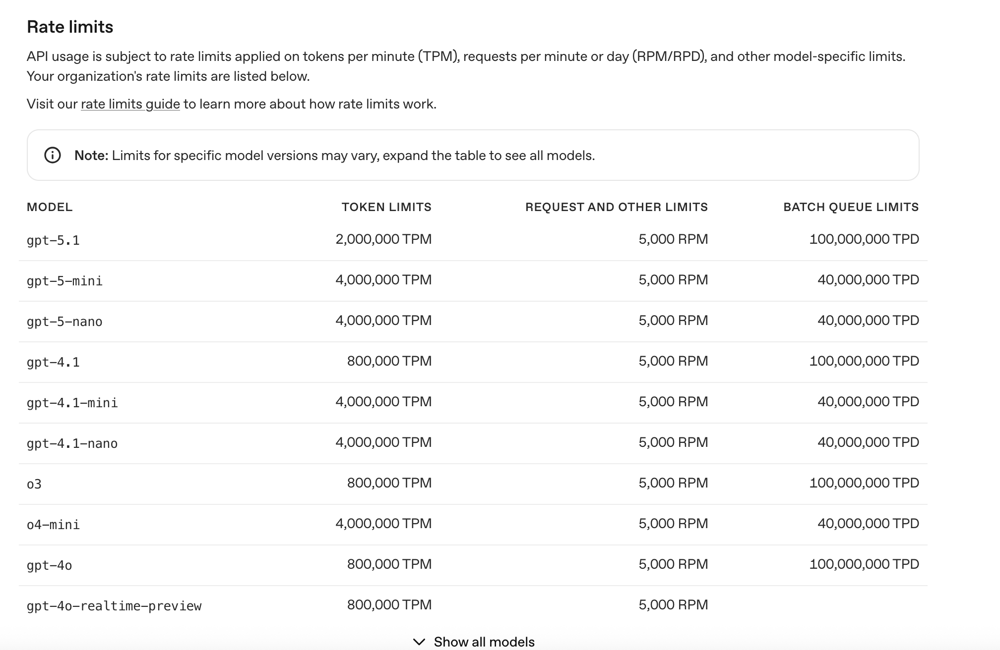 Rate limits
API usage is subject to rate limits applied on tokens per minute (TPM), requests per minute or day (RPM/RPD), and other model-specific limits.
Your organization's rate limits are listed below.
Visit our rate limits guide to learn more about how rate limits work.
Note: Limits for specific model versions may vary, expand the table to see all models.
MODEL TOKEN LIMITS REQUEST AND OTHER LIMITS BATCH QUEUE LIMITS
gpt-5.1 2,000,000 TPM 5,000 RPM 100,000,000 TPD
gpt-5-mini 4,000,000 TPM 5,000 RPM 40,000,000 TPD
gpt-5-nano 4,000,000 TPM 5,000 RPM 40,000,000 TPD
gpt-4.1 800,000 TPM 5,000 RPM 100,000,000 TPD
gpt-4.1-mini 4,000,000 TPM 5,000 RPM 40,000,000 TPD
gpt-4.1-nano 4,000,000 TPM 5,000 RPM 40,000,000 TPD
o3 800,000 TPM 5,000 RPM 100,000,000 TPD
o4-mini 4,000,000 TPM 5,000 RPM 40,000,000 TPD
gpt-4o 800,000 TPM 5,000 RPM 100,000,000 TPD
gpt-4o-realtime-preview 800,000 TPM 5,000 RPM
Show all models